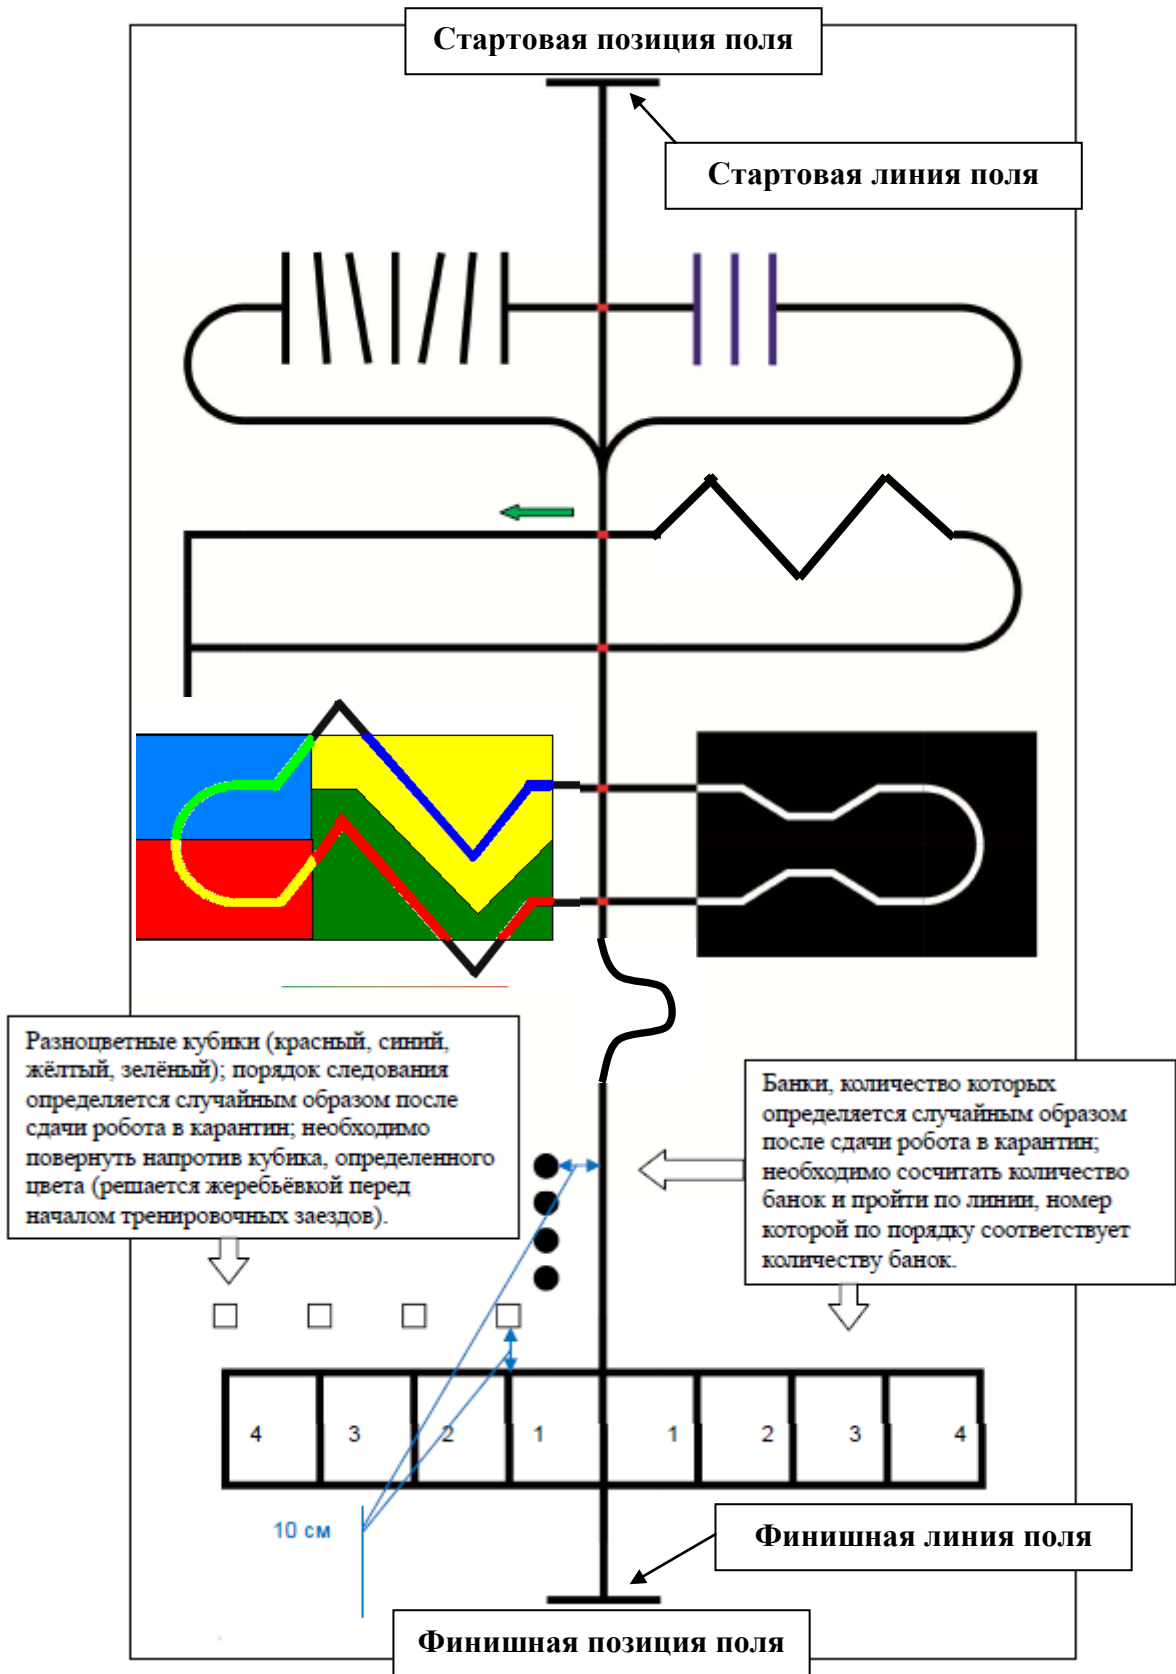 Стартовая позиция поля
Стартовая линия поля
Разноцветные кубики (красный, синий,
жёлтый, зелёный); порядок следования
определяется случайным образом после
сдачи робота в карантин; необходимо
повернуть напротив кубика, определенного
цвета (решается жеребьёвкой перед
началом тренировочных заездов).
Банки, количество которых
определяется случайным образом
после сдачи робота в карантин;
необходимо сосчитать количество
банок и пройти по линии, номер
которой по порядку соответствует
количеству банок.
4 3 2 1 1 2 3 4
10 см
Финишная линия поля
Финишная позиция поля